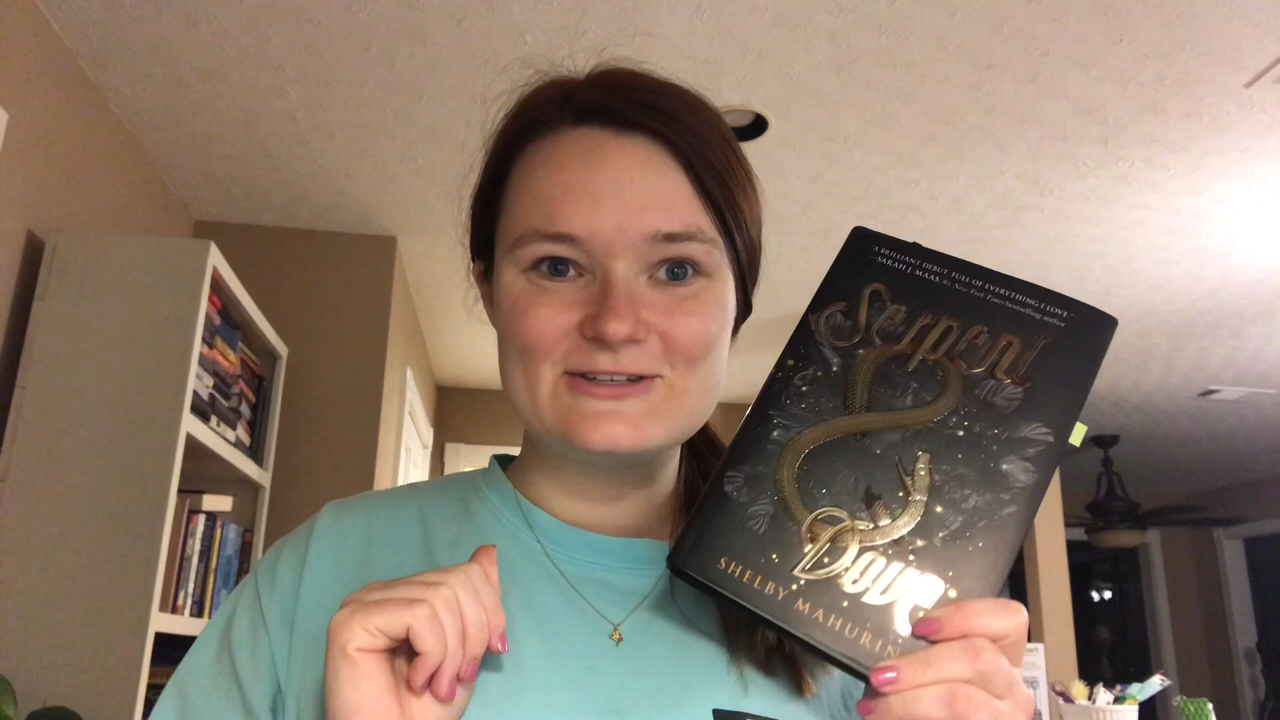 "A BRILLIANT DEBUT, FULL OF EVERYTHING I LOVE."
—SARAH J. MAAS, #1 New York Times bestselling author
Serpent
Dove
SHELBY MAHURIN